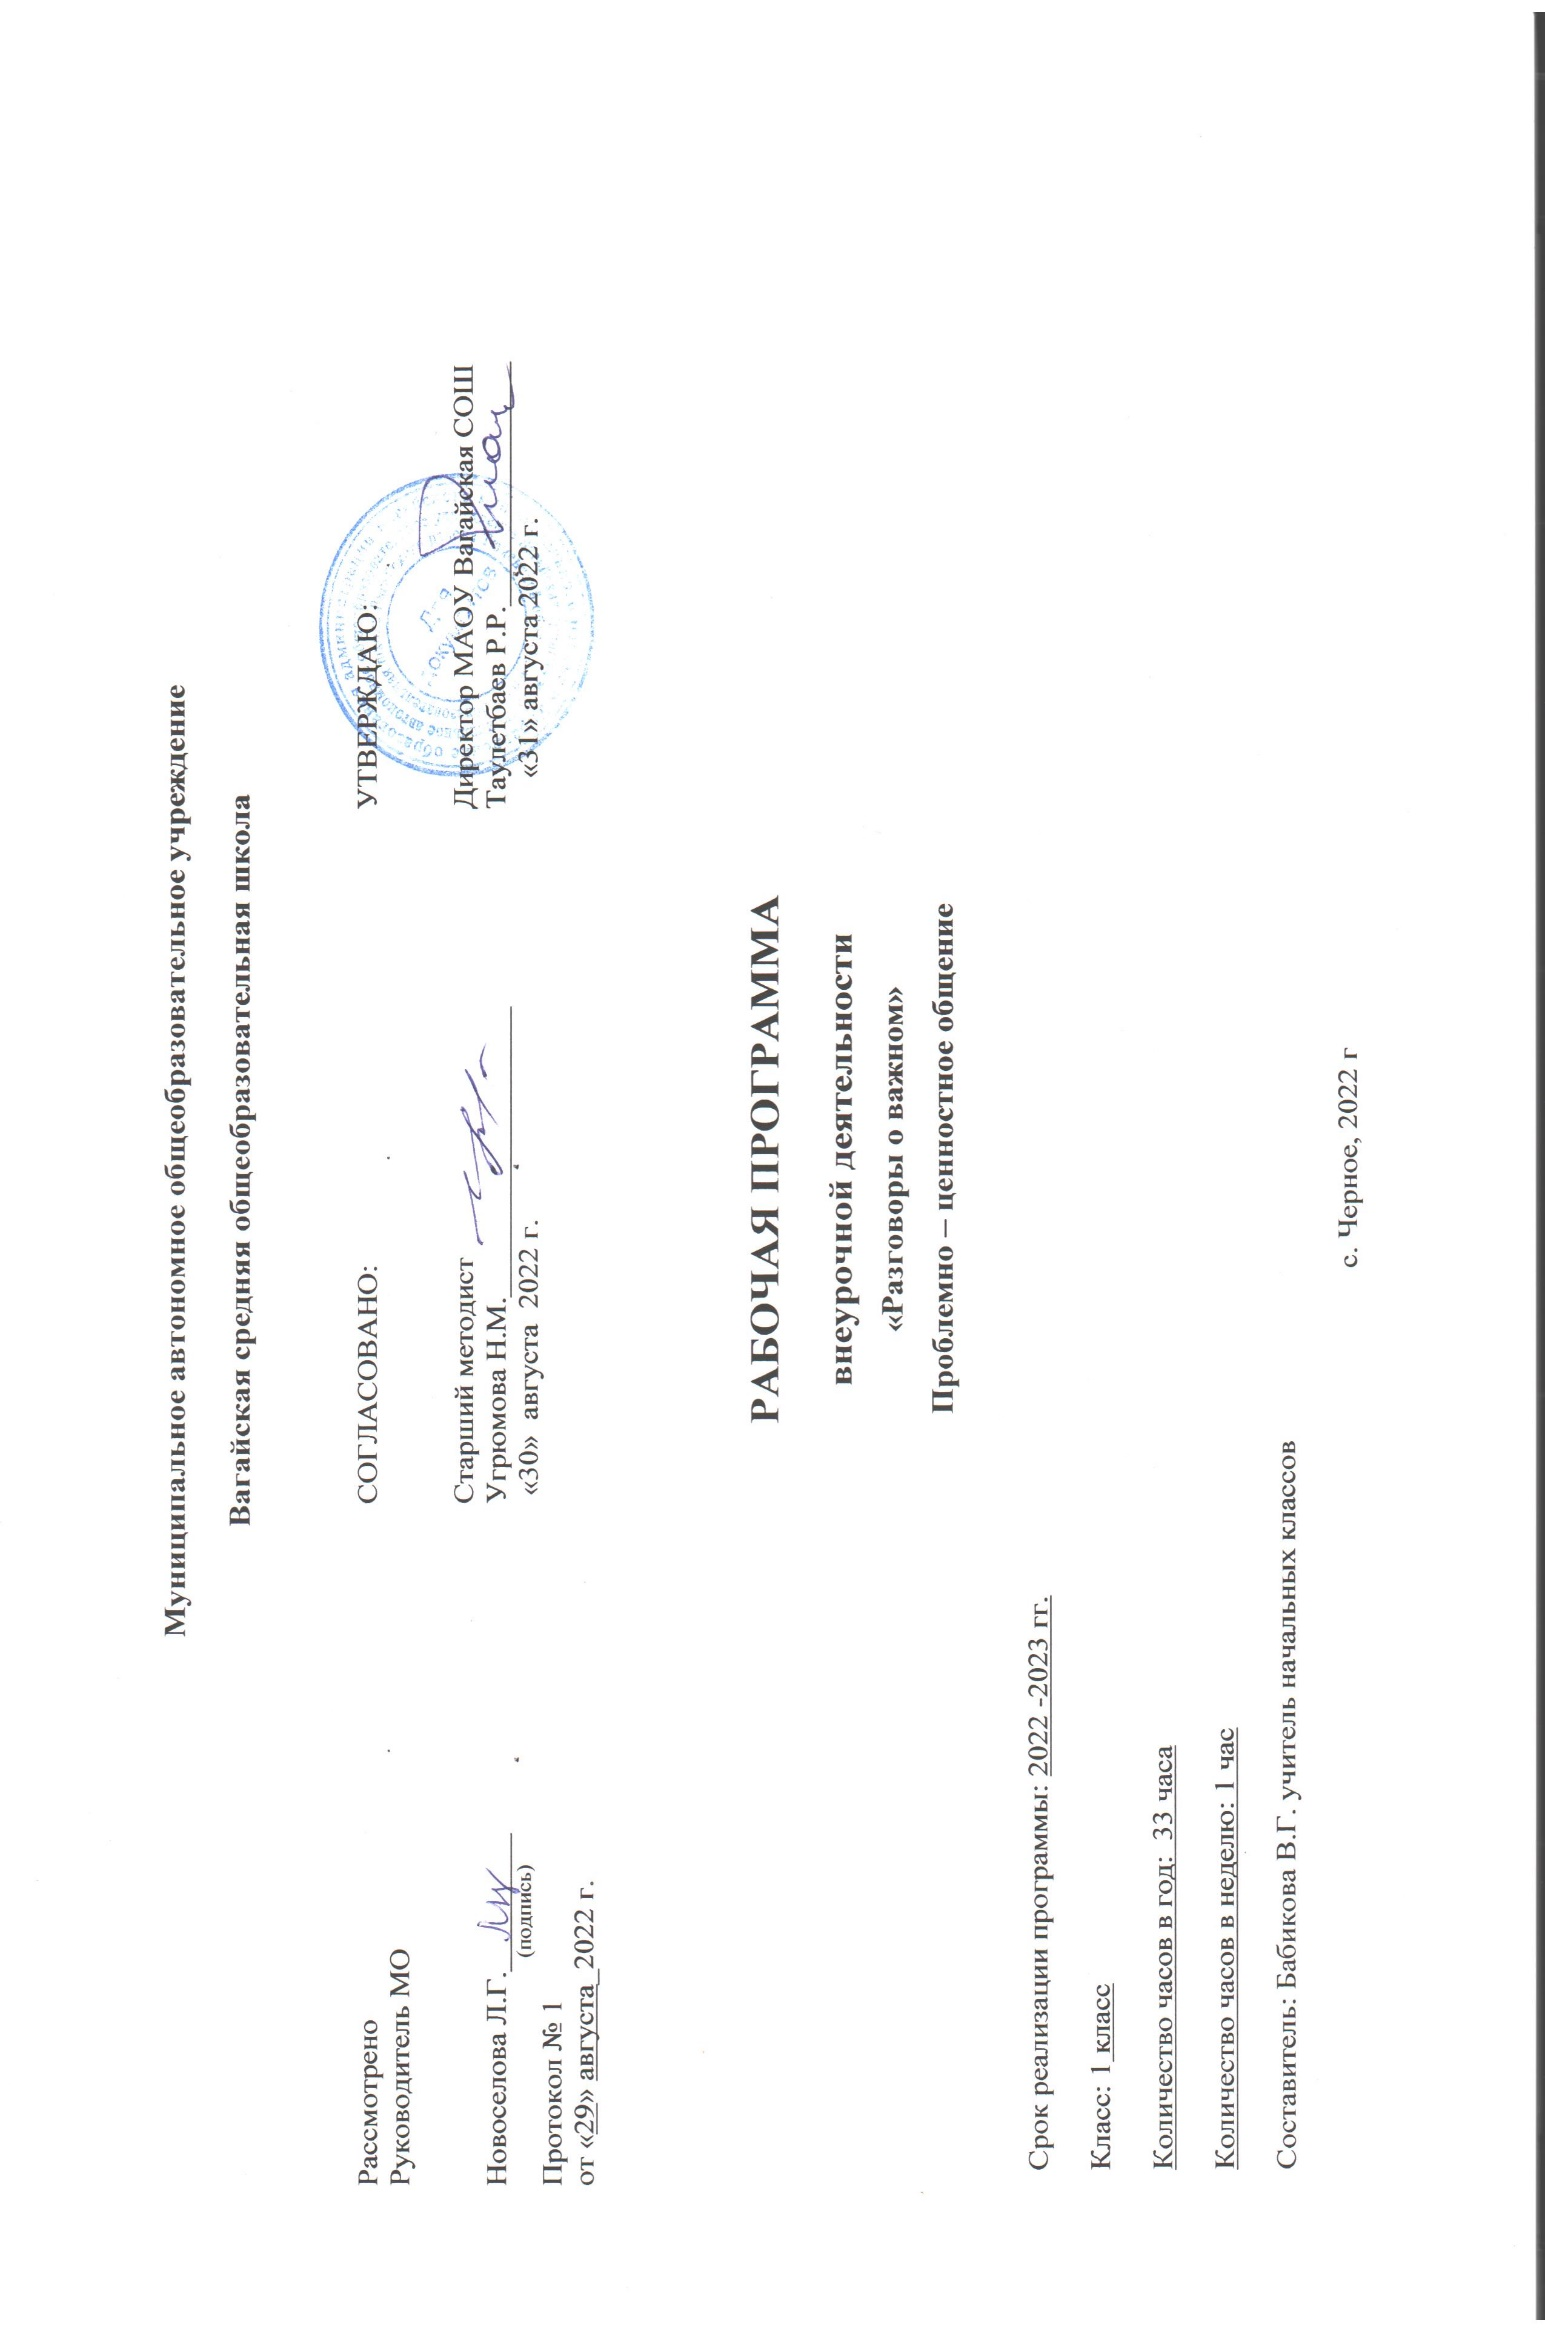 Муниципальное автономное общеобразовательное учреждение
Вагайская средняя общеобразовательная школа
Рассмотрено
Руководитель МО
Новоселова Л.Г.
(подпись)
Протокол № 1
от «29» августа_2022 г.
СОГЛАСОВАНО:
Старший методист
Угрюмова Н.М.
«30» августа 2022 г.
УТВЕРЖДАЮ:
Директор МАОУ Вагайская СОШ
Таулетбаев Р.Р.
«31» августа 2022 г.
Для
РАБОЧАЯ ПРОГРАММА
внеурочной деятельности
«Разговоры о важном»
Проблемно – ценностное общение
Срок реализации программы: 2022 -2023 гг.
Класс: 1 класс
Количество часов в год: 33 часа
Количество часов в неделю: 1 час
Составитель: Бабикова В.Г. учитель начальных классов
с. Черное, 2022 г